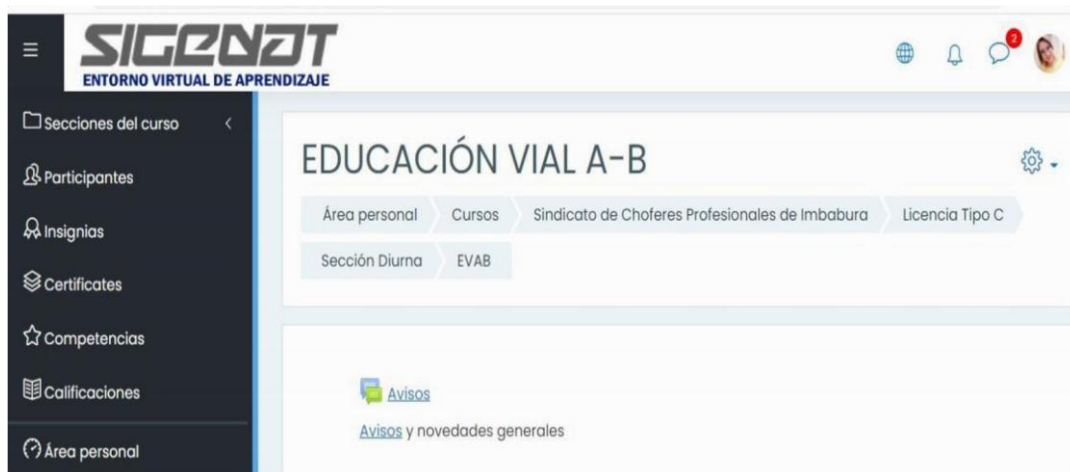 SIGENAT
ENTORNO VIRTUAL DE APRENDIZAJE
2
Secciones del curso
Participantes
Insignias
Certificates
Competencias
Calificaciones
Área personal
EDUCACIÓN VIAL A-B
Área personal Cursos Sindicato de Choferes Profesionales de Imbabura Licencia Tipo C
Sección Diurna EVAB
Avisos
Avisos y novedades generales